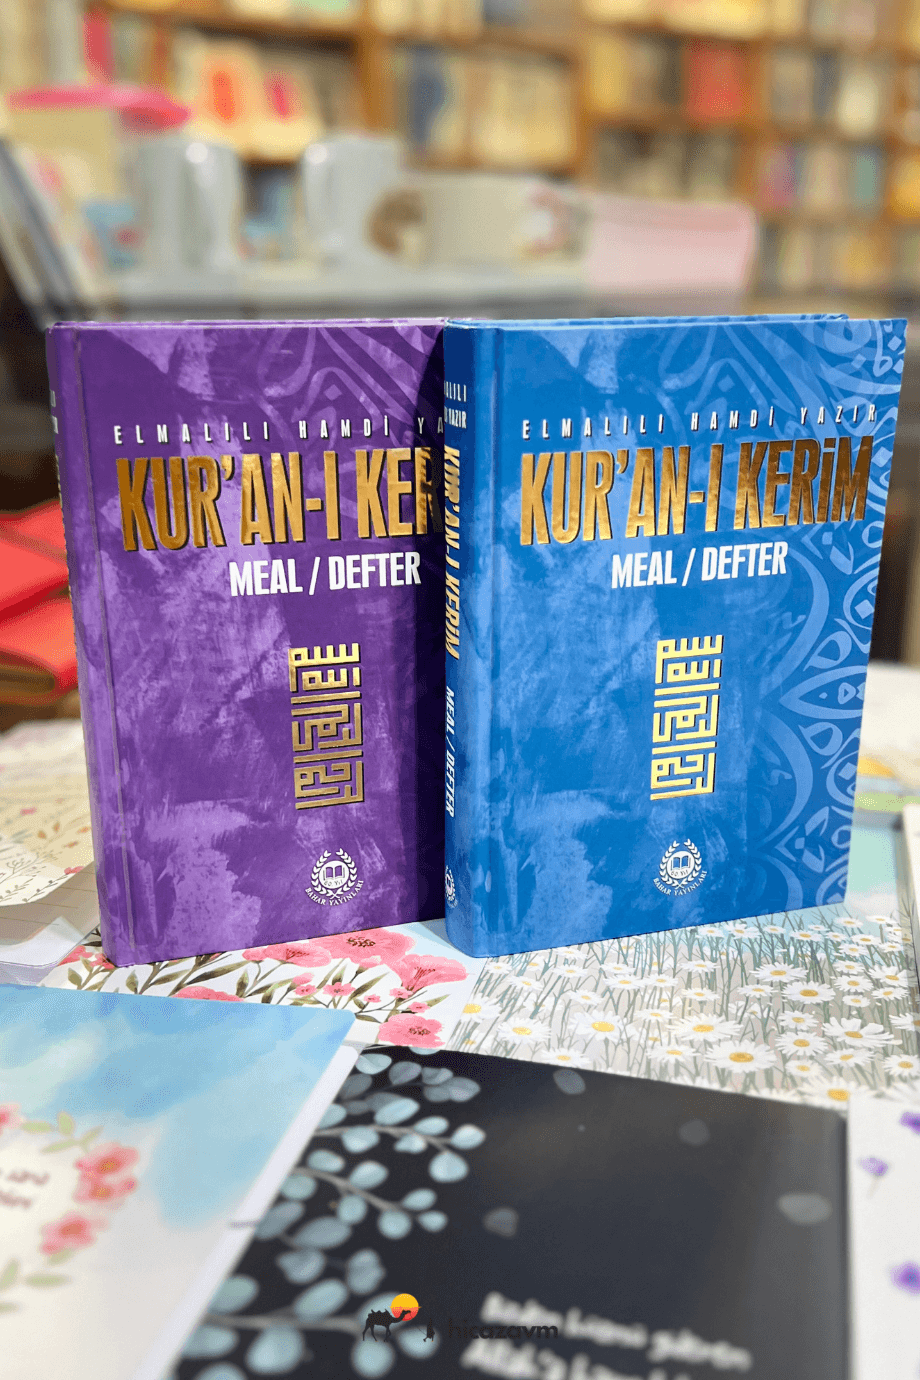 ELMALILI HAMDİ YA
KUR'AN-I KER
MEAL / DEFTER
BAHAR YAYINLARI
KUR'AN-I KERİM
MEAL / DEFTER
ELMALILI HAMDİ YAZIR
KUR'AN-I KERİM
MEAL / DEFTER
BAHAR YAYINLARI
hicazavm